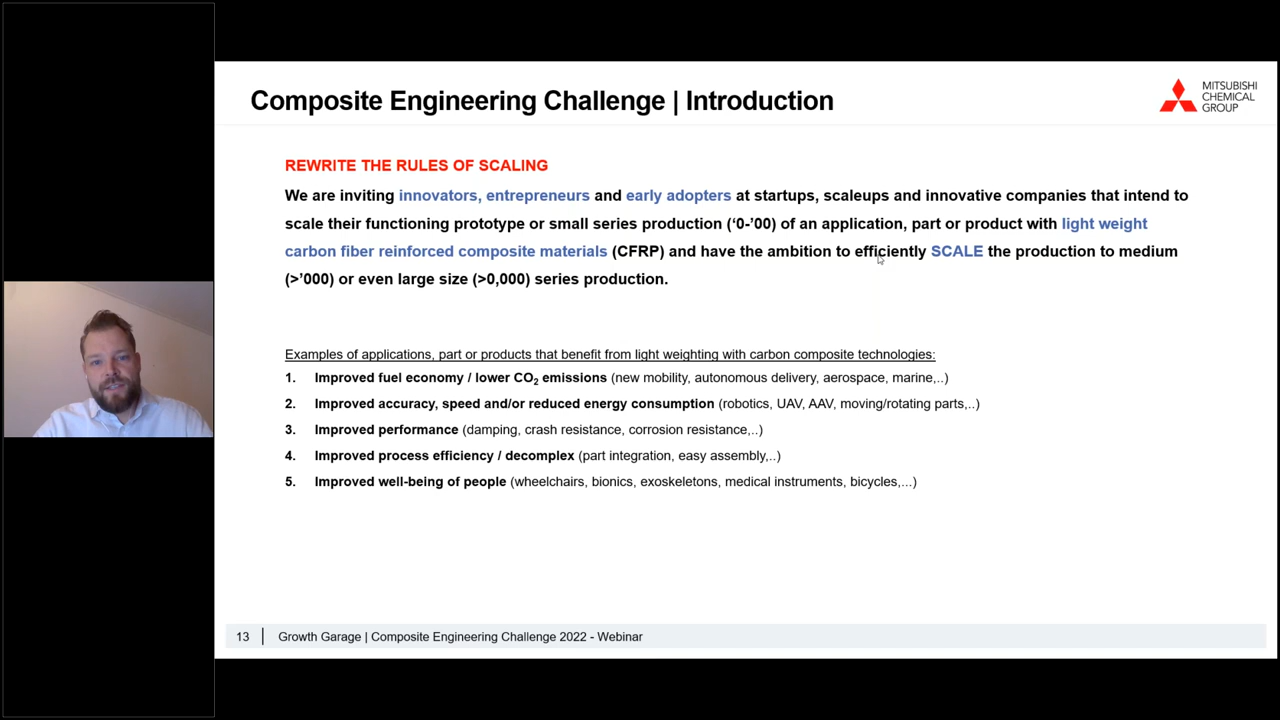 Composite Engineering Challenge | Introduction
MITSUBISHI
CHEMICAL
GROUP
REWRITE THE RULES OF SCALING
We are inviting innovators, entrepreneurs and early adopters at startups, scaleups and innovative companies that intend to
scale their functioning prototype or small series production (‘0-’00) of an application, part or product with light weight
carbon fiber reinforced composite materials (CFRP) and have the ambition to efficiently SCALE the production to medium
(>’000) or even large size (>0,000) series production.
Examples of applications, part or products that benefit from light weighting with carbon composite technologies:
1. Improved fuel economy / lower CO₂ emissions (new mobility, autonomous delivery, aerospace, marine,..)
2. Improved accuracy, speed and/or reduced energy consumption (robotics, UAV, AAV, moving/rotating parts,..)
3. Improved performance (damping, crash resistance, corrosion resistance,..)
4. Improved process efficiency / decomplex (part integration, easy assembly,..)
5. Improved well-being of people (wheelchairs, bionics, exoskeletons, medical instruments, bicycles,...)
13 | Growth Garage | Composite Engineering Challenge 2022 - Webinar